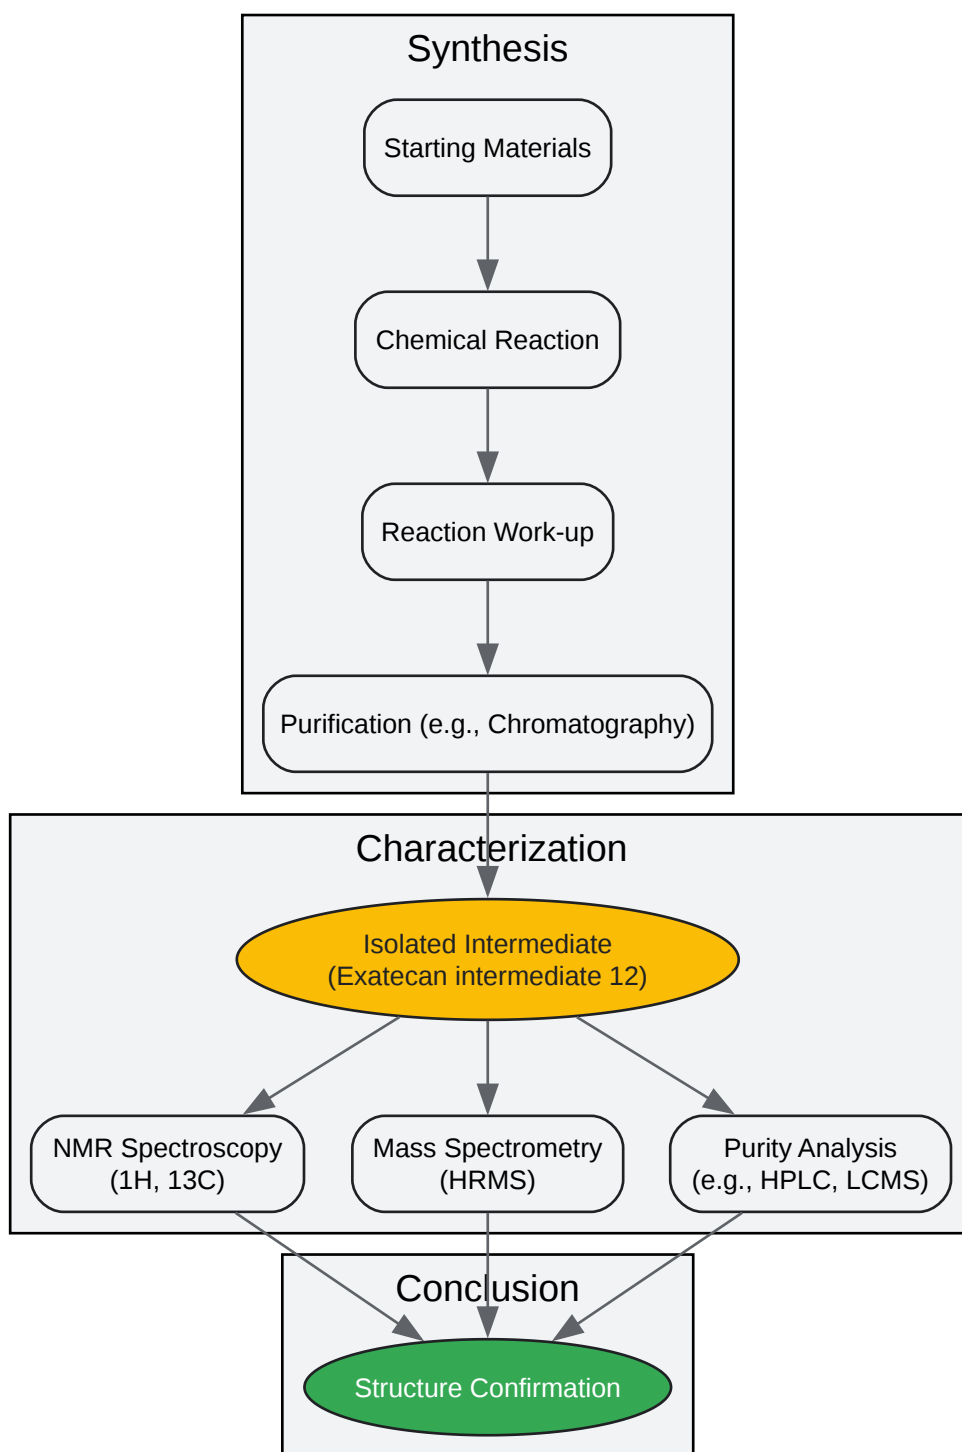 Synthesis
Starting Materials
Chemical Reaction
Reaction Work-up
Purification (e.g., Chromatography)
Characterization
Isolated Intermediate
(Exatecan intermediate 12)
NMR Spectroscopy
(1H, 13C)
Mass Spectrometry
(HRMS)
Purity Analysis
(e.g., HPLC, LCMS)
Conclusion
Structure Confirmation